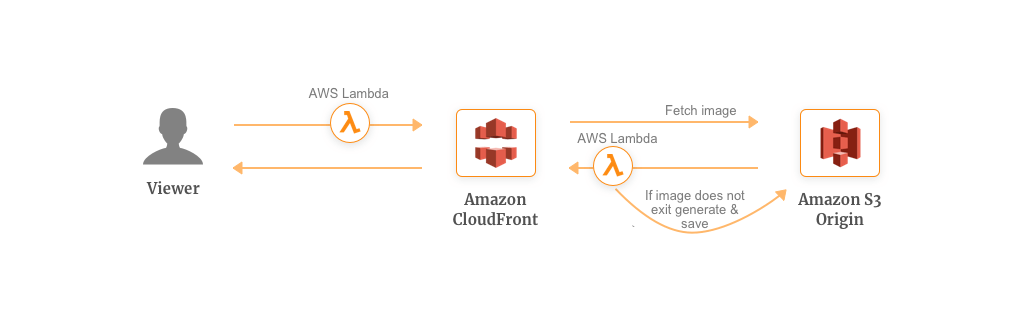 AWS Lambda
Fetch image
AWS Lambda
Viewer
Amazon
CloudFront
If image does not
exit generate &
save
Amazon S3
Origin